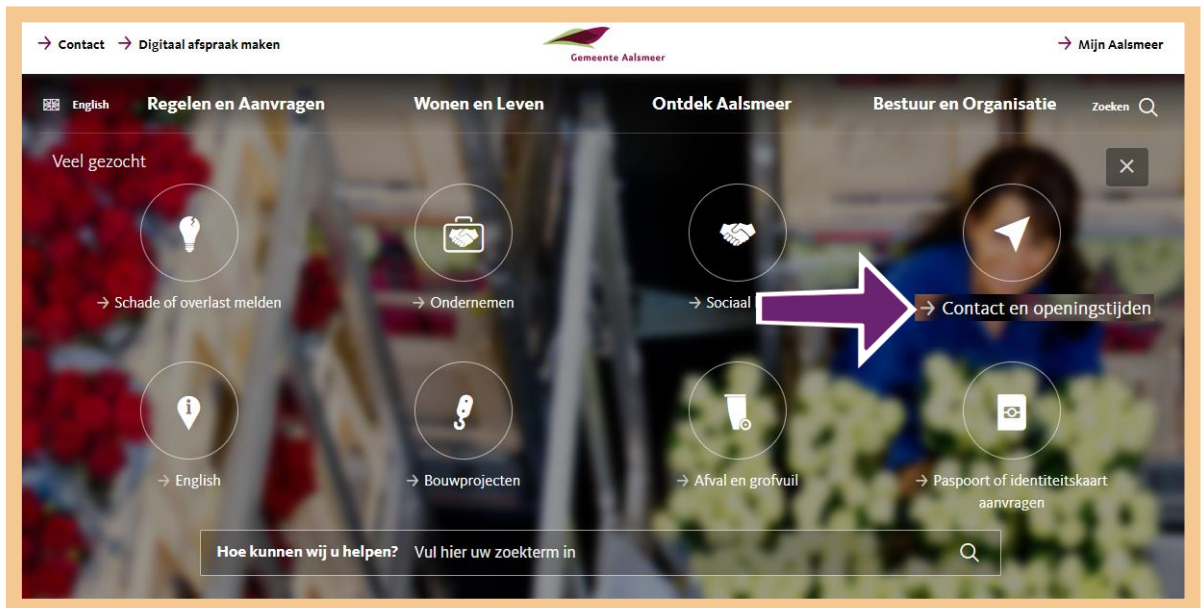 → Contact → Digitaal afspraak maken
Gemeente Aalsmeer
→ Mijn Aalsmeer
English Regelen en Aanvragen Wonen en Leven Ontdek Aalsmeer Bestuur en Organisatie Zoeken
Veel gezocht
→ Schade of overlast melden → Ondernemen → Sociaal → Contact en openingstijden
→ English → Bouwprojecten → Afval en grofvuil → Paspoort of identiteitskaart
aanvragen
Hoe kunnen wij u helpen? Vul hier uw zoekterm in